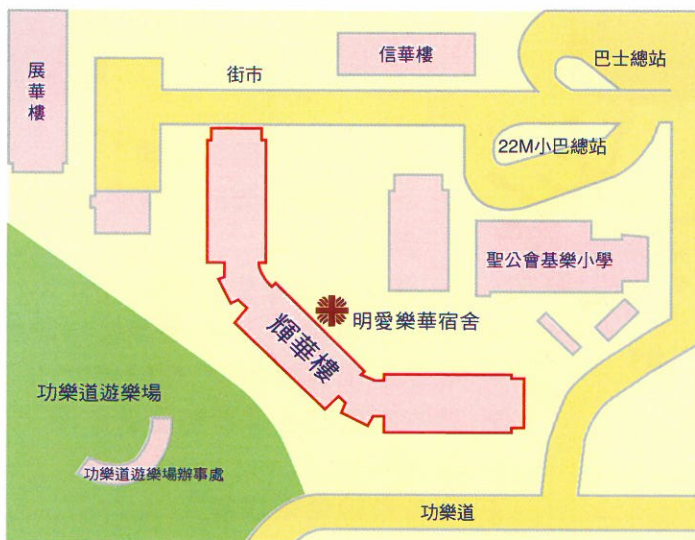 展華樓
街市
信華樓
巴士總站
22M小巴總站
聖公會基樂小學
明愛樂華宿舍
輝華樓
功樂道遊樂場
功樂道遊樂場辦事處
功樂道